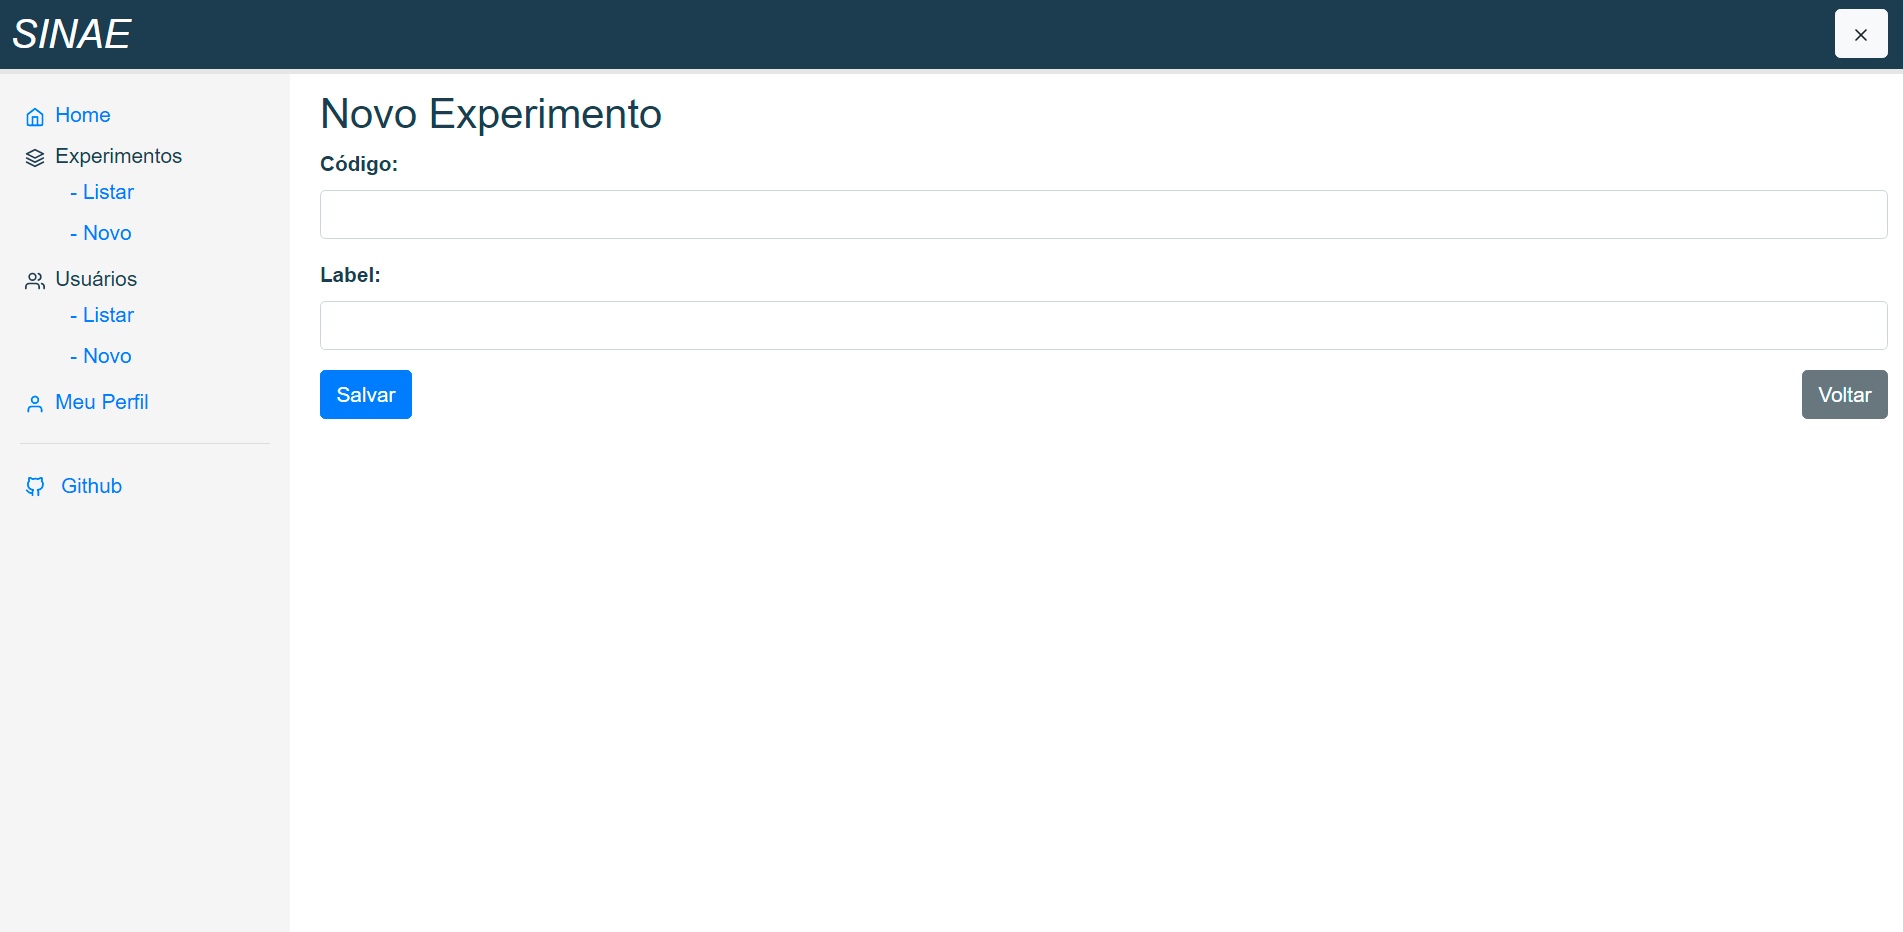 SINAE
Home
Experimentos
- Listar
- Novo
Usuários
- Listar
- Novo
Meu Perfil
Github
Novo Experimento
Código:
Label:
Salvar
Voltar